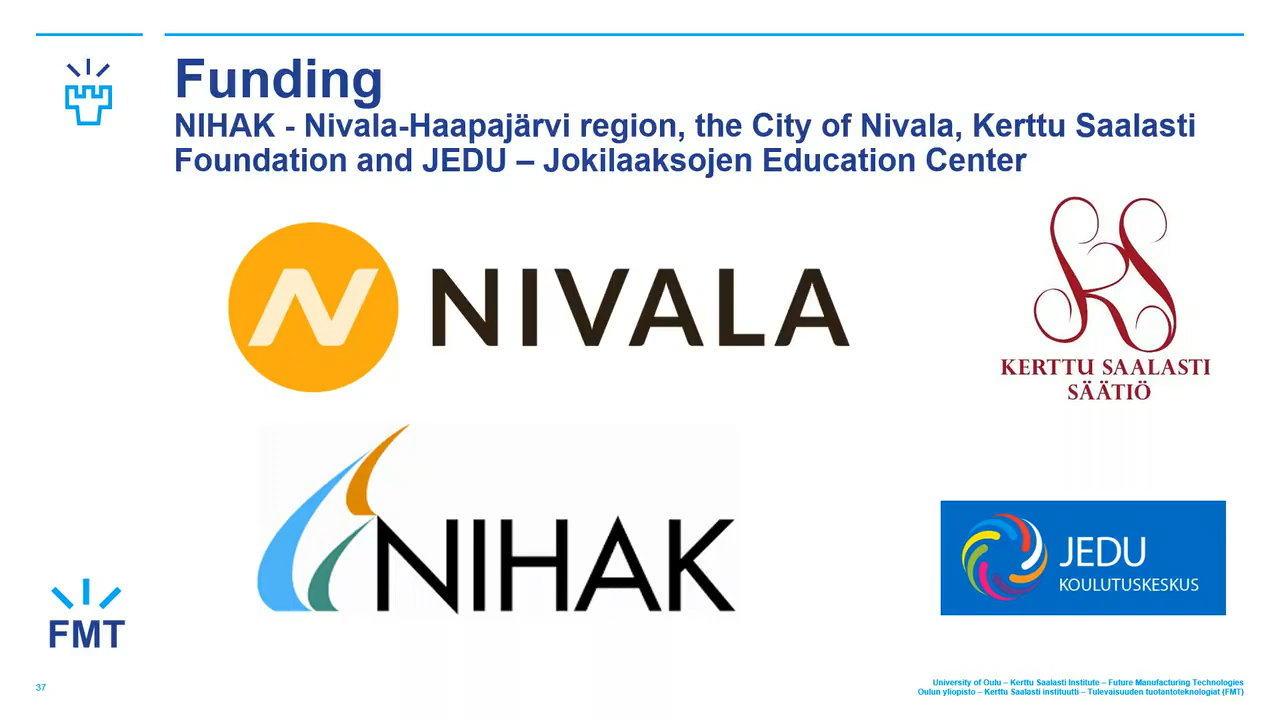 Funding
NIHAK - Nivala-Haapajärvi region, the City of Nivala, Kerttu Saalasti
Foundation and JEDU – Jokilaaksojen Education Center
NIVALA
KERTTU SAALASTI
SÄÄTIÖ
NIHAK
JEDU
KOULUTUSKESKUS
FMT
37
University of Oulu – Kerttu Saalasti Institute – Future Manufacturing Technologies
Oulun yliopisto – Kerttu Saalasti instituutti – Tulevaisuuden tuotantoteknologiat (FMT)